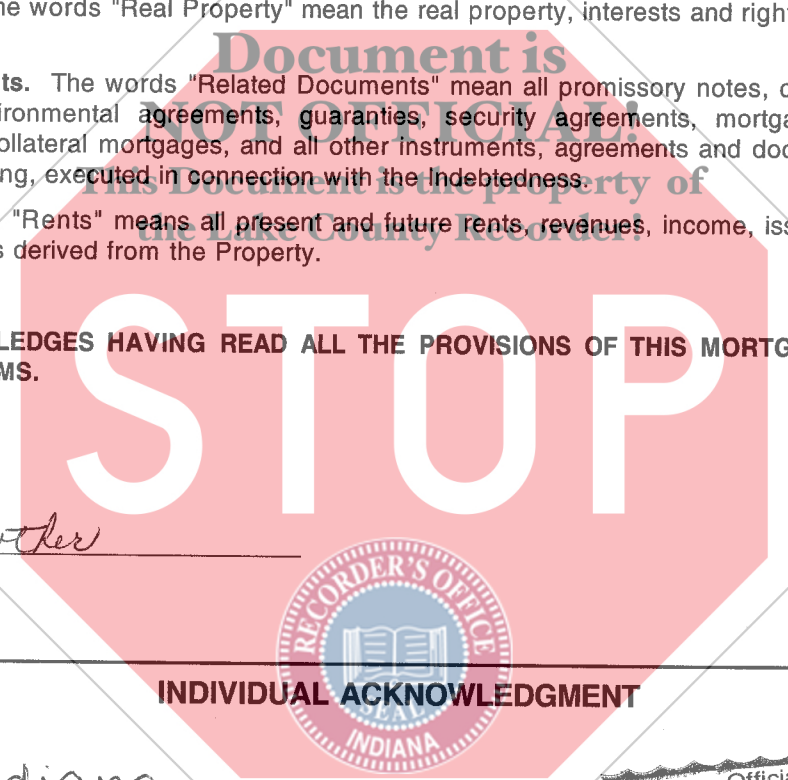 he words "Real Property" mean the real property, interests and right
Document is
ts. The words "Related Documents" mean all promissory notes, c
ironmental agreements, guaranties, security agreements, mortga
NOT OFFICIAL!
ollateral mortgages, and all other instruments, agreements and doc
ng, executed in connection with the Indebtedness.
This Document is the property of
"Rents" means all present and future rents, revenues, income, iss
the Lake County Recorder!
s derived from the Property.
STOP
LEDGES HAVING READ ALL THE PROVISIONS OF THIS MORTG
MS.
other
RECORDER'S OFFICE
SEAL
INDIANA
INDIVIDUAL ACKNOWLEDGMENT
diana
Officia